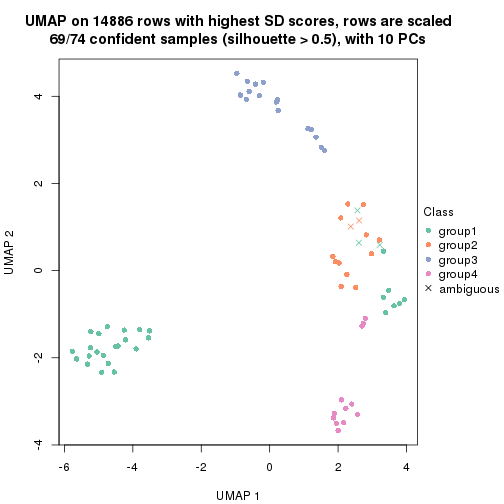 UMAP on 14886 rows with highest SD scores, rows are scaled
69/74 confident samples (silhouette > 0.5), with 10 PCs
4
2
0
-2
-4
UMAP 2
-6
-4
-2
0
2
4
UMAP 1
Class
group1
group2
group3
group4
ambiguous